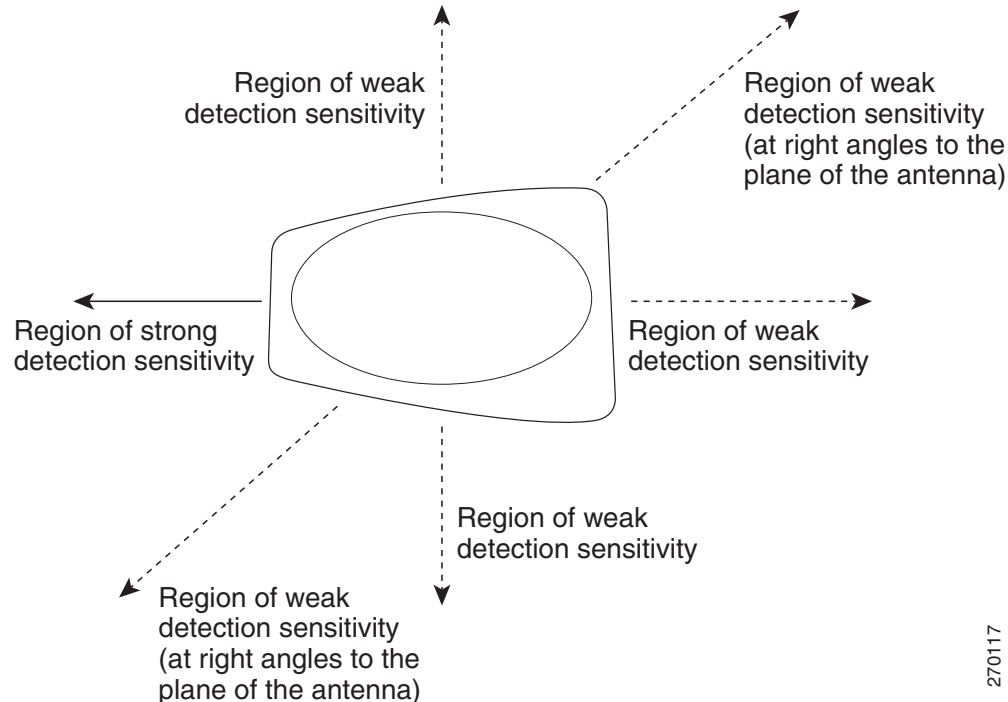 Region of weak
detection sensitivity
Region of weak
detection sensitivity
(at right angles to the
plane of the antenna)
Region of strong
detection sensitivity
Region of weak
detection sensitivity
Region of weak
detection sensitivity
Region of weak
detection sensitivity
(at right angles to the
plane of the antenna)
270117